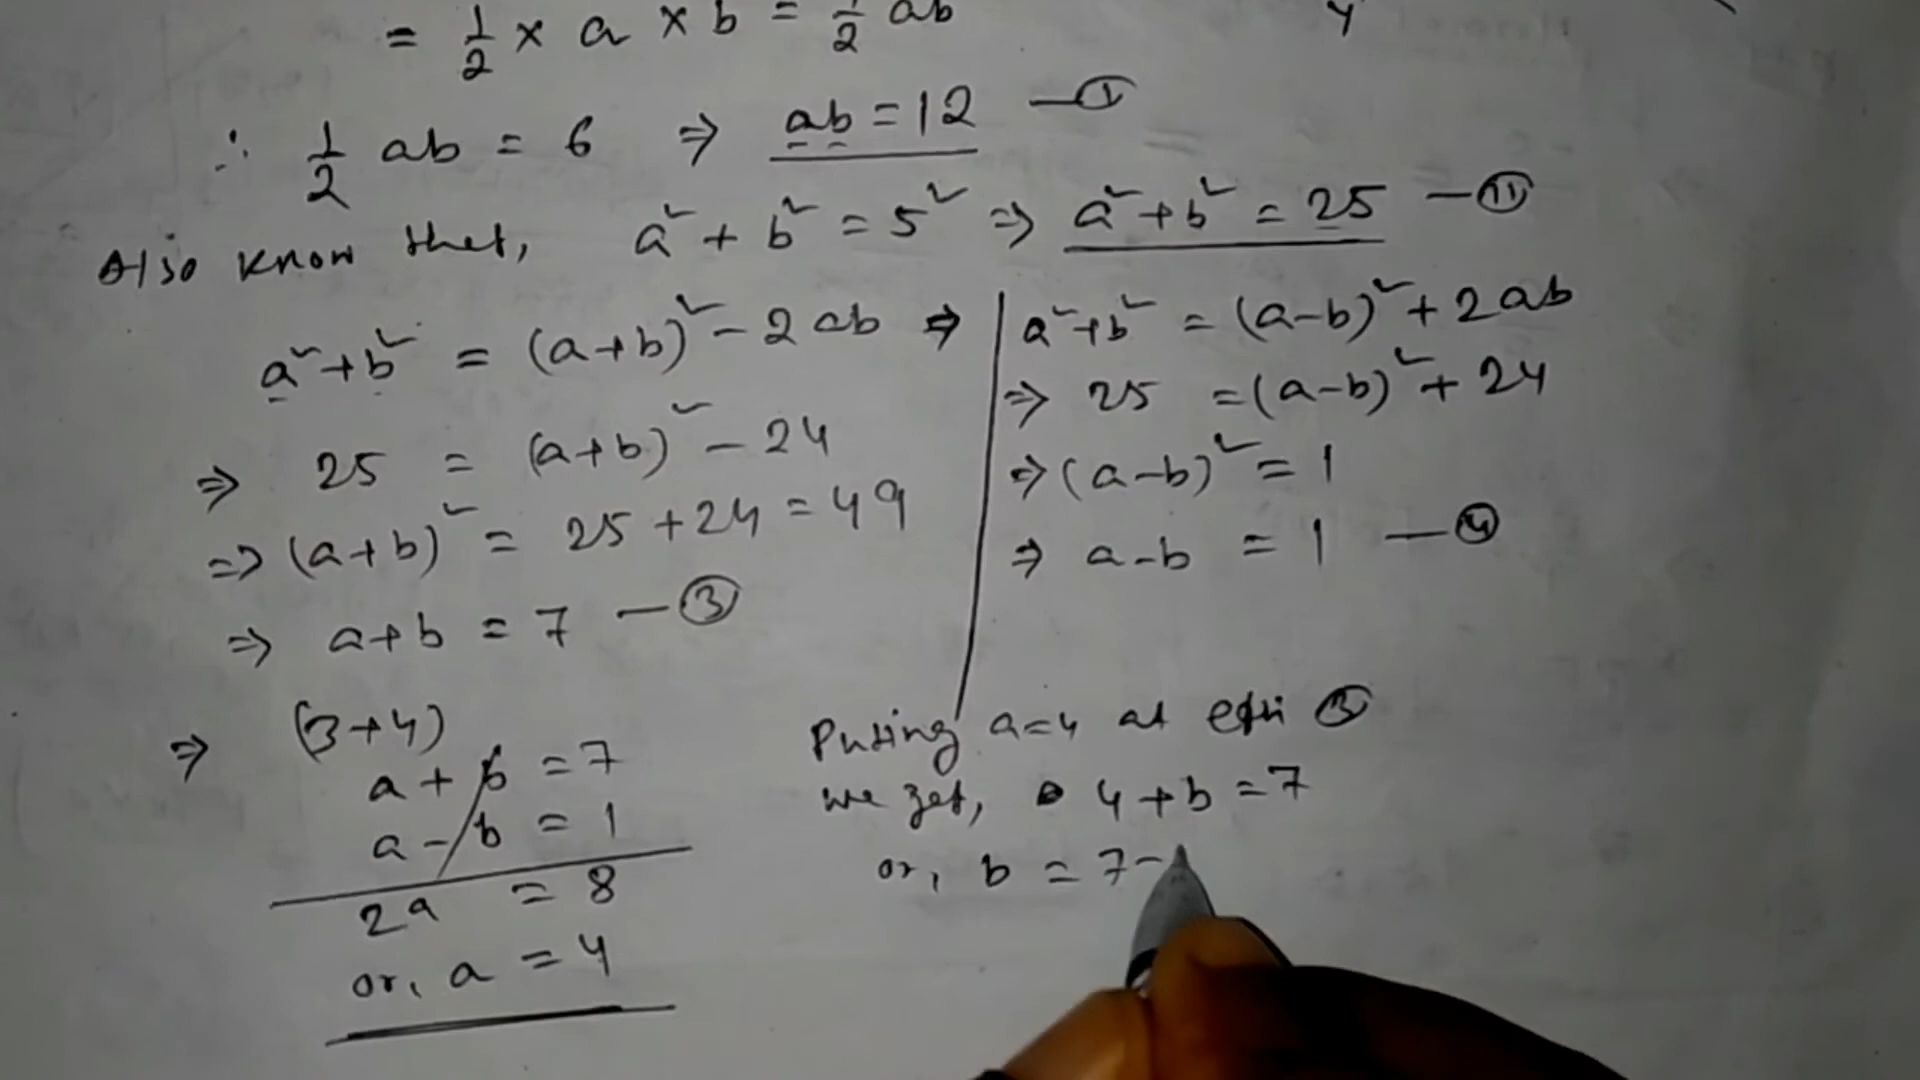 = 1/2 × a × b = 1/2 ab
∴ 1/2 ab = 6 ⇒ ab = 12 — ①
Also know that, a² + b² = 5² ⇒ a² + b² = 25 — ⑪
a² + b² = (a+b)² - 2ab ⇒
⇒ 25 = (a+b)² - 24
⇒ (a+b)² = 25 + 24 = 49
⇒ a+b = 7 — ③
a² + b² = (a-b)² + 2ab
⇒ 25 = (a-b)² + 24
⇒ (a-b)² = 1
⇒ a-b = 1 — ④
⇒ (3+4)
a + b = 7
a - b = 1
2a = 8
or, a = 4
Puting a=4 at eqn ③
we get, 4+b = 7
or, b = 7-